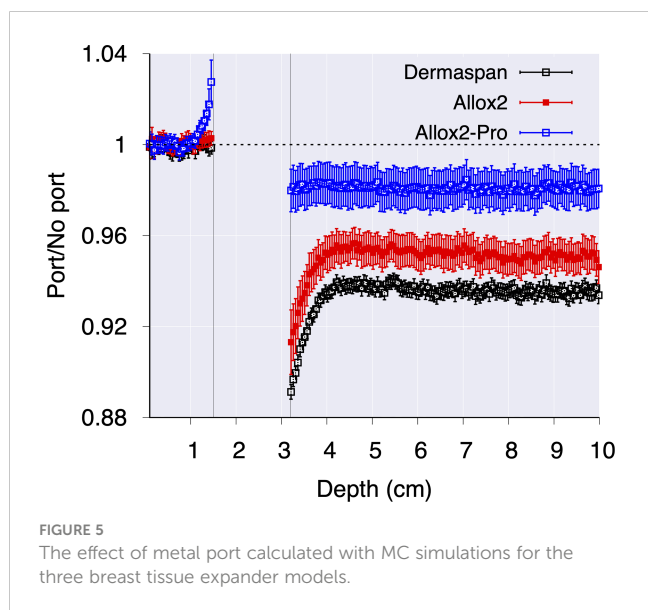 1.04
1
0.96
0.92
0.88
Port/No port
Dermaspan
Allox2
Allox2-Pro
1 2 3 4 5 6 7 8 9 10
Depth (cm)
FIGURE 5
The effect of metal port calculated with MC simulations for the
three breast tissue expander models.